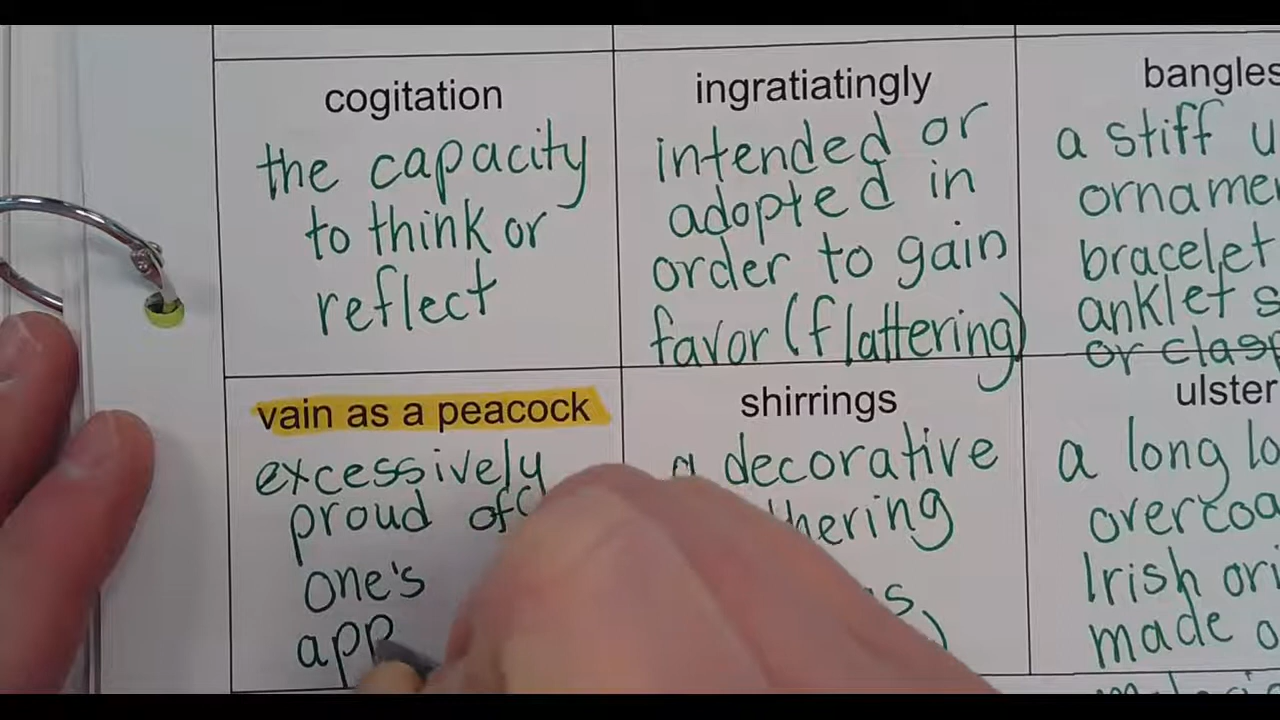 cogitation
the capacity
to think or
reflect
ingratiatingly
intended or
adopted in
order to gain
favor (flattering)
bangles
a stiff
ornamen
bracelet
anklet
or clasp
vain as a peacock
excessively
proud of
one's
app
shirrings
a decorative
ulster
a long
overcoa
Irish ori
made